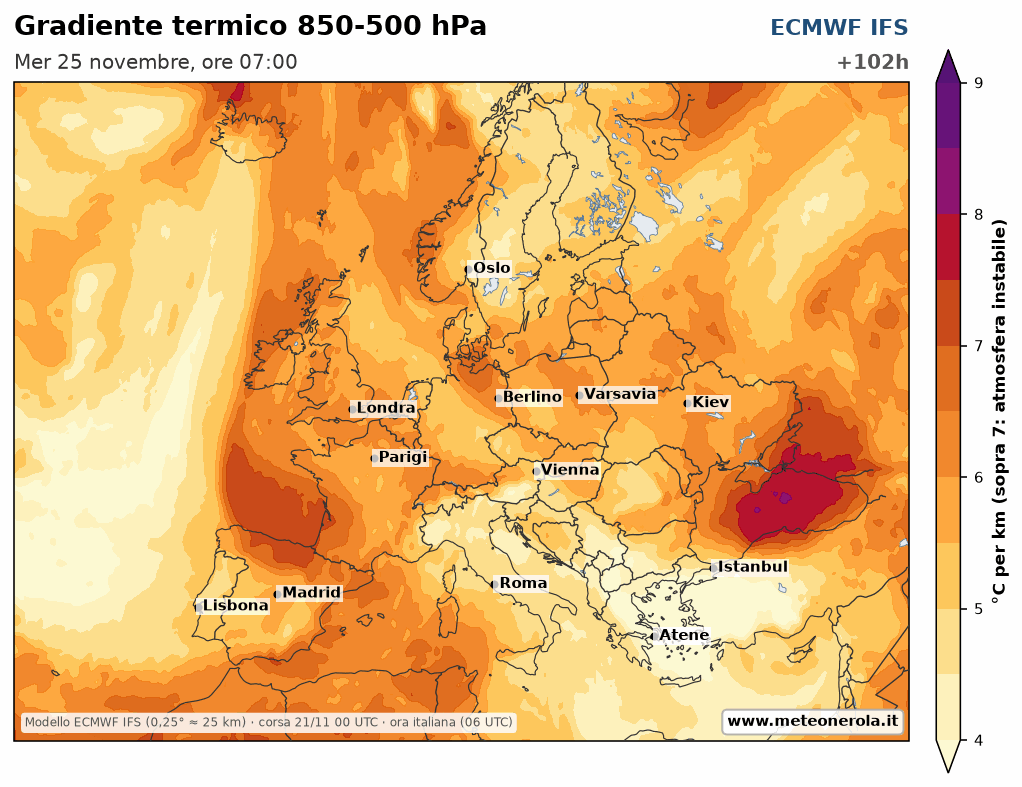 Gradiente termico 850-500 hPa
ECMWF IFS
Mer 25 novembre, ore 07:00
+102h
Oslo
Berlino
Varsavia
Kiev
Londra
Parigi
Vienna
Istanbul
Roma
Madrid
Lisbona
Atene
Modello ECMWF IFS (0,25° ≈ 25 km) · corsa 21/11 00 UTC · ora italiana (06 UTC)
www.meteonerola.it
9
8
7
6
5
4
°C per km (sopra 7: atmosfera instabile)